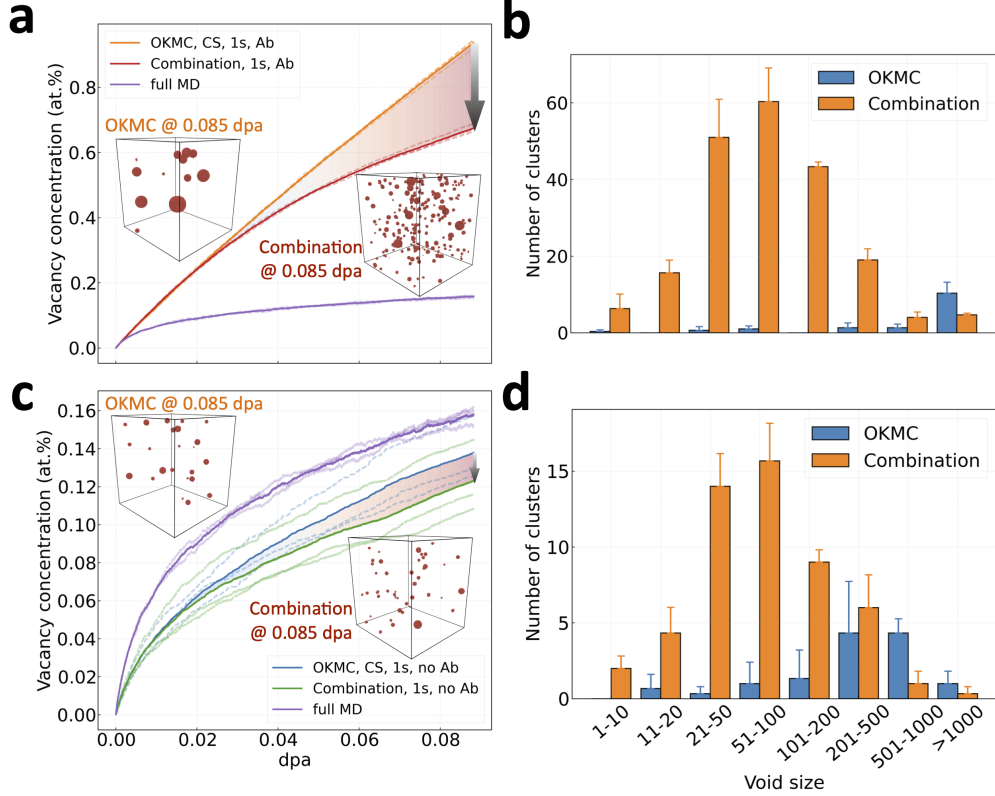 a
Vacancy concentration (at.%)
0.8
0.6
0.4
0.2
0.0
OKMC, CS, 1s, Ab
Combination, 1s, Ab
full MD
OKMC @ 0.085 dpa
Combination
@ 0.085 dpa
b
Number of clusters
60
40
20
0
OKMC
Combination
c
Vacancy concentration (at.%)
0.16
0.14
0.12
0.10
0.08
0.06
0.04
0.02
0.00
OKMC @ 0.085 dpa
Combination
@ 0.085 dpa
OKMC, CS, 1s, no Ab
Combination, 1s, no Ab
full MD
0.00
0.02
0.04
0.06
0.08
dpa
d
Number of clusters
15
10
5
0
OKMC
Combination
1-10
11-20
21-50
51-100
101-200
201-500
501-1000
>1000
Void size